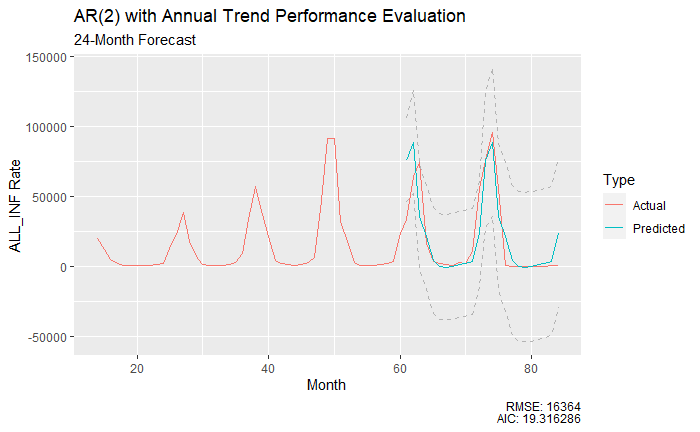 AR(2) with Annual Trend Performance Evaluation
24-Month Forecast
150000
100000
50000
0
-50000
ALL_INF Rate
20
40
60
80
Month
Type
Actual
Predicted
RMSE: 16364
AIC: 19.316286